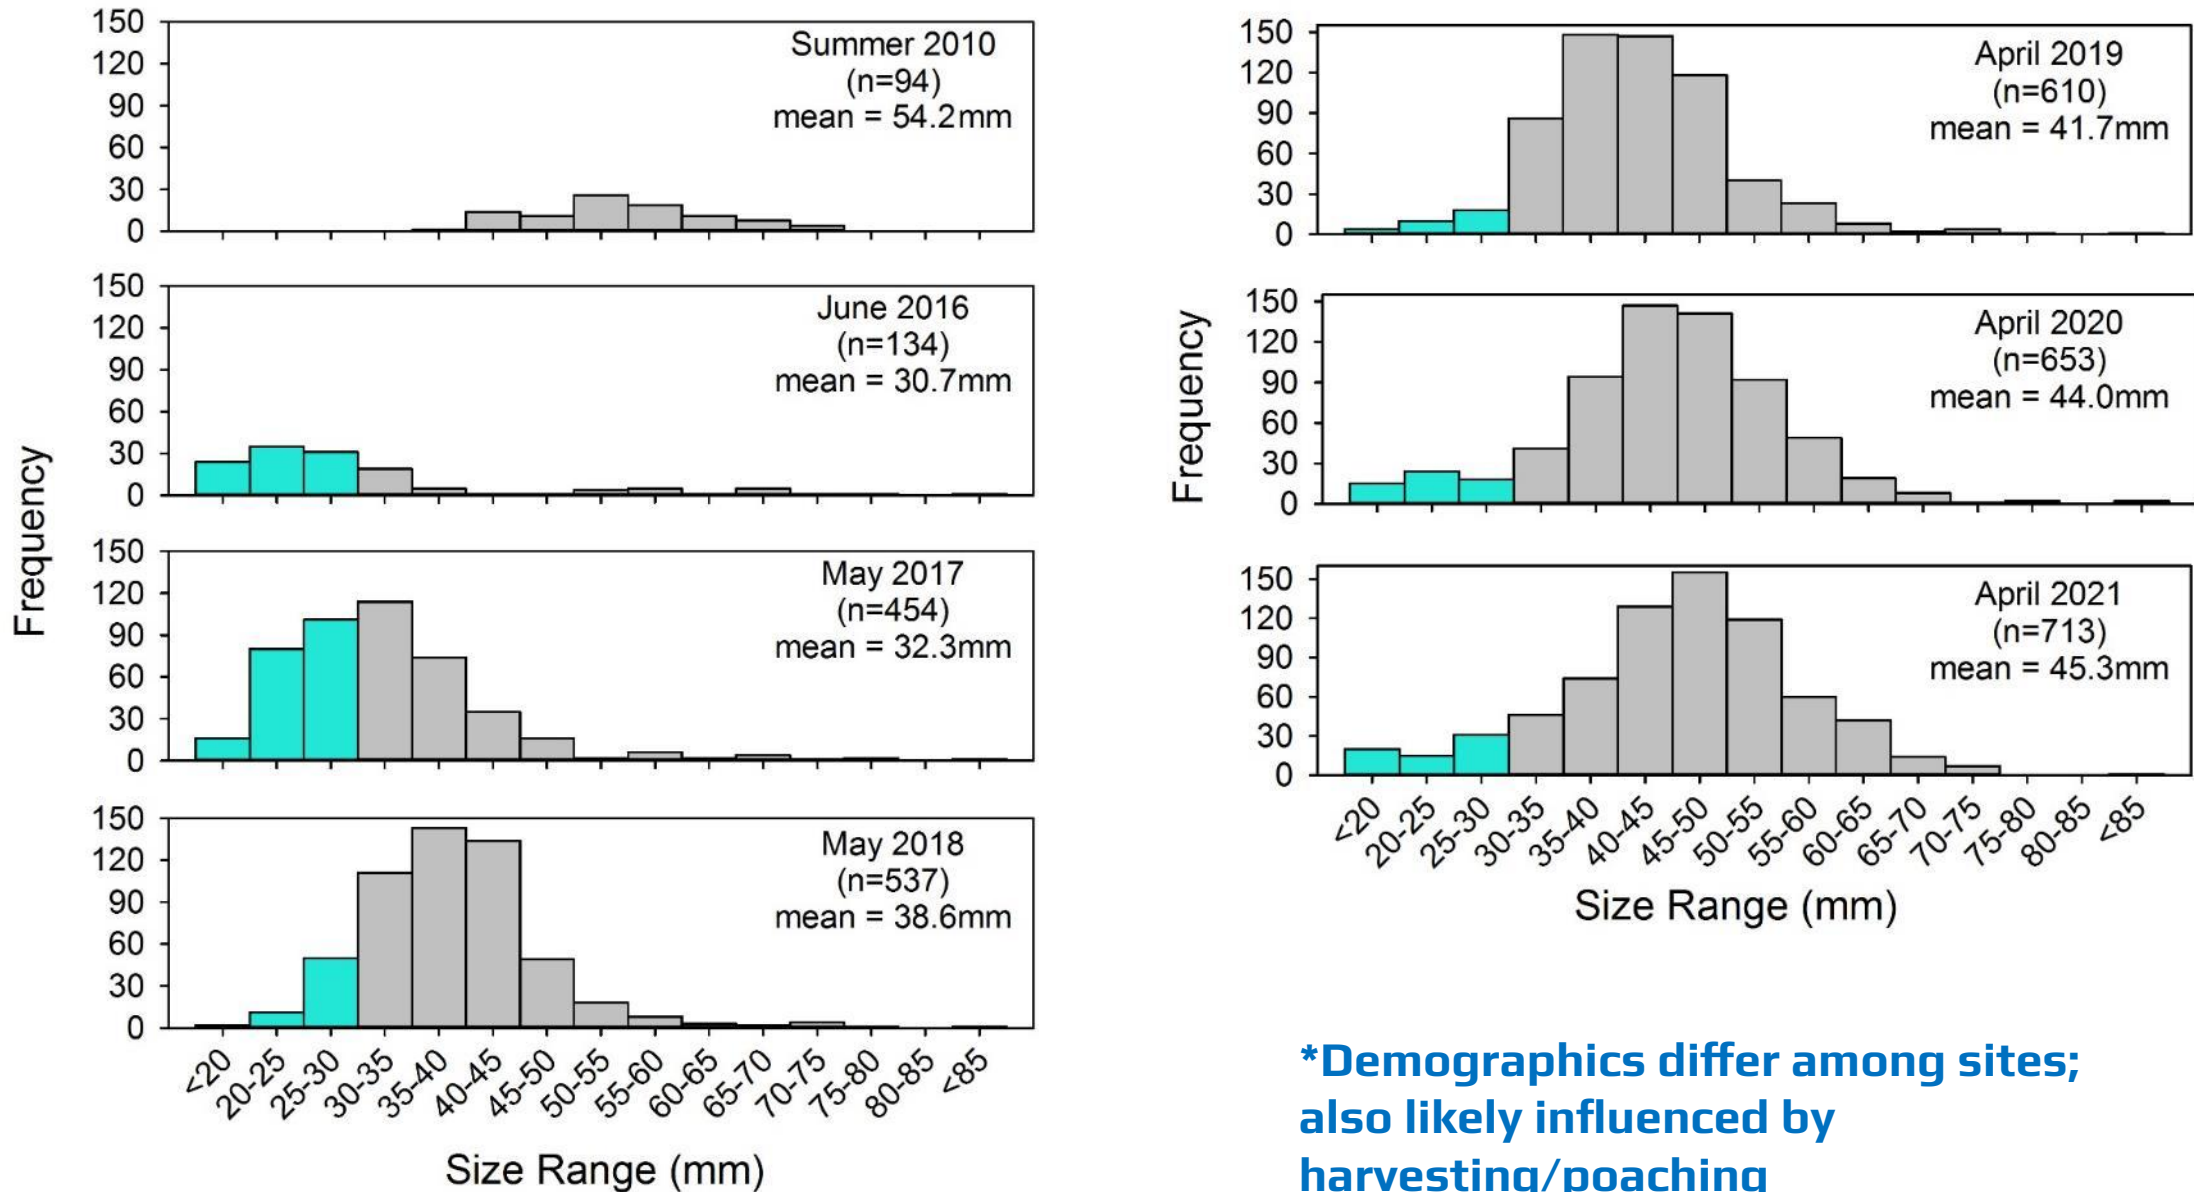 Frequency
150
120
90
60
30
0
Summer 2010
(n=94)
mean = 54.2mm
150
120
90
60
30
0
June 2016
(n=134)
mean = 30.7mm
150
120
90
60
30
0
May 2017
(n=454)
mean = 32.3mm
150
120
90
60
30
0
May 2018
(n=537)
mean = 38.6mm
<20
20-25
25-30
30-35
35-40
40-45
45-50
50-55
55-60
60-65
65-70
70-75
75-80
80-85
<85
Size Range (mm)
Frequency
150
120
90
60
30
0
April 2019
(n=610)
mean = 41.7mm
150
120
90
60
30
0
April 2020
(n=653)
mean = 44.0mm
150
120
90
60
30
0
April 2021
(n=713)
mean = 45.3mm
<20
20-25
25-30
30-35
35-40
40-45
45-50
50-55
55-60
60-65
65-70
70-75
75-80
80-85
<85
Size Range (mm)
*Demographics differ among sites;
also likely influenced by
harvesting/poaching